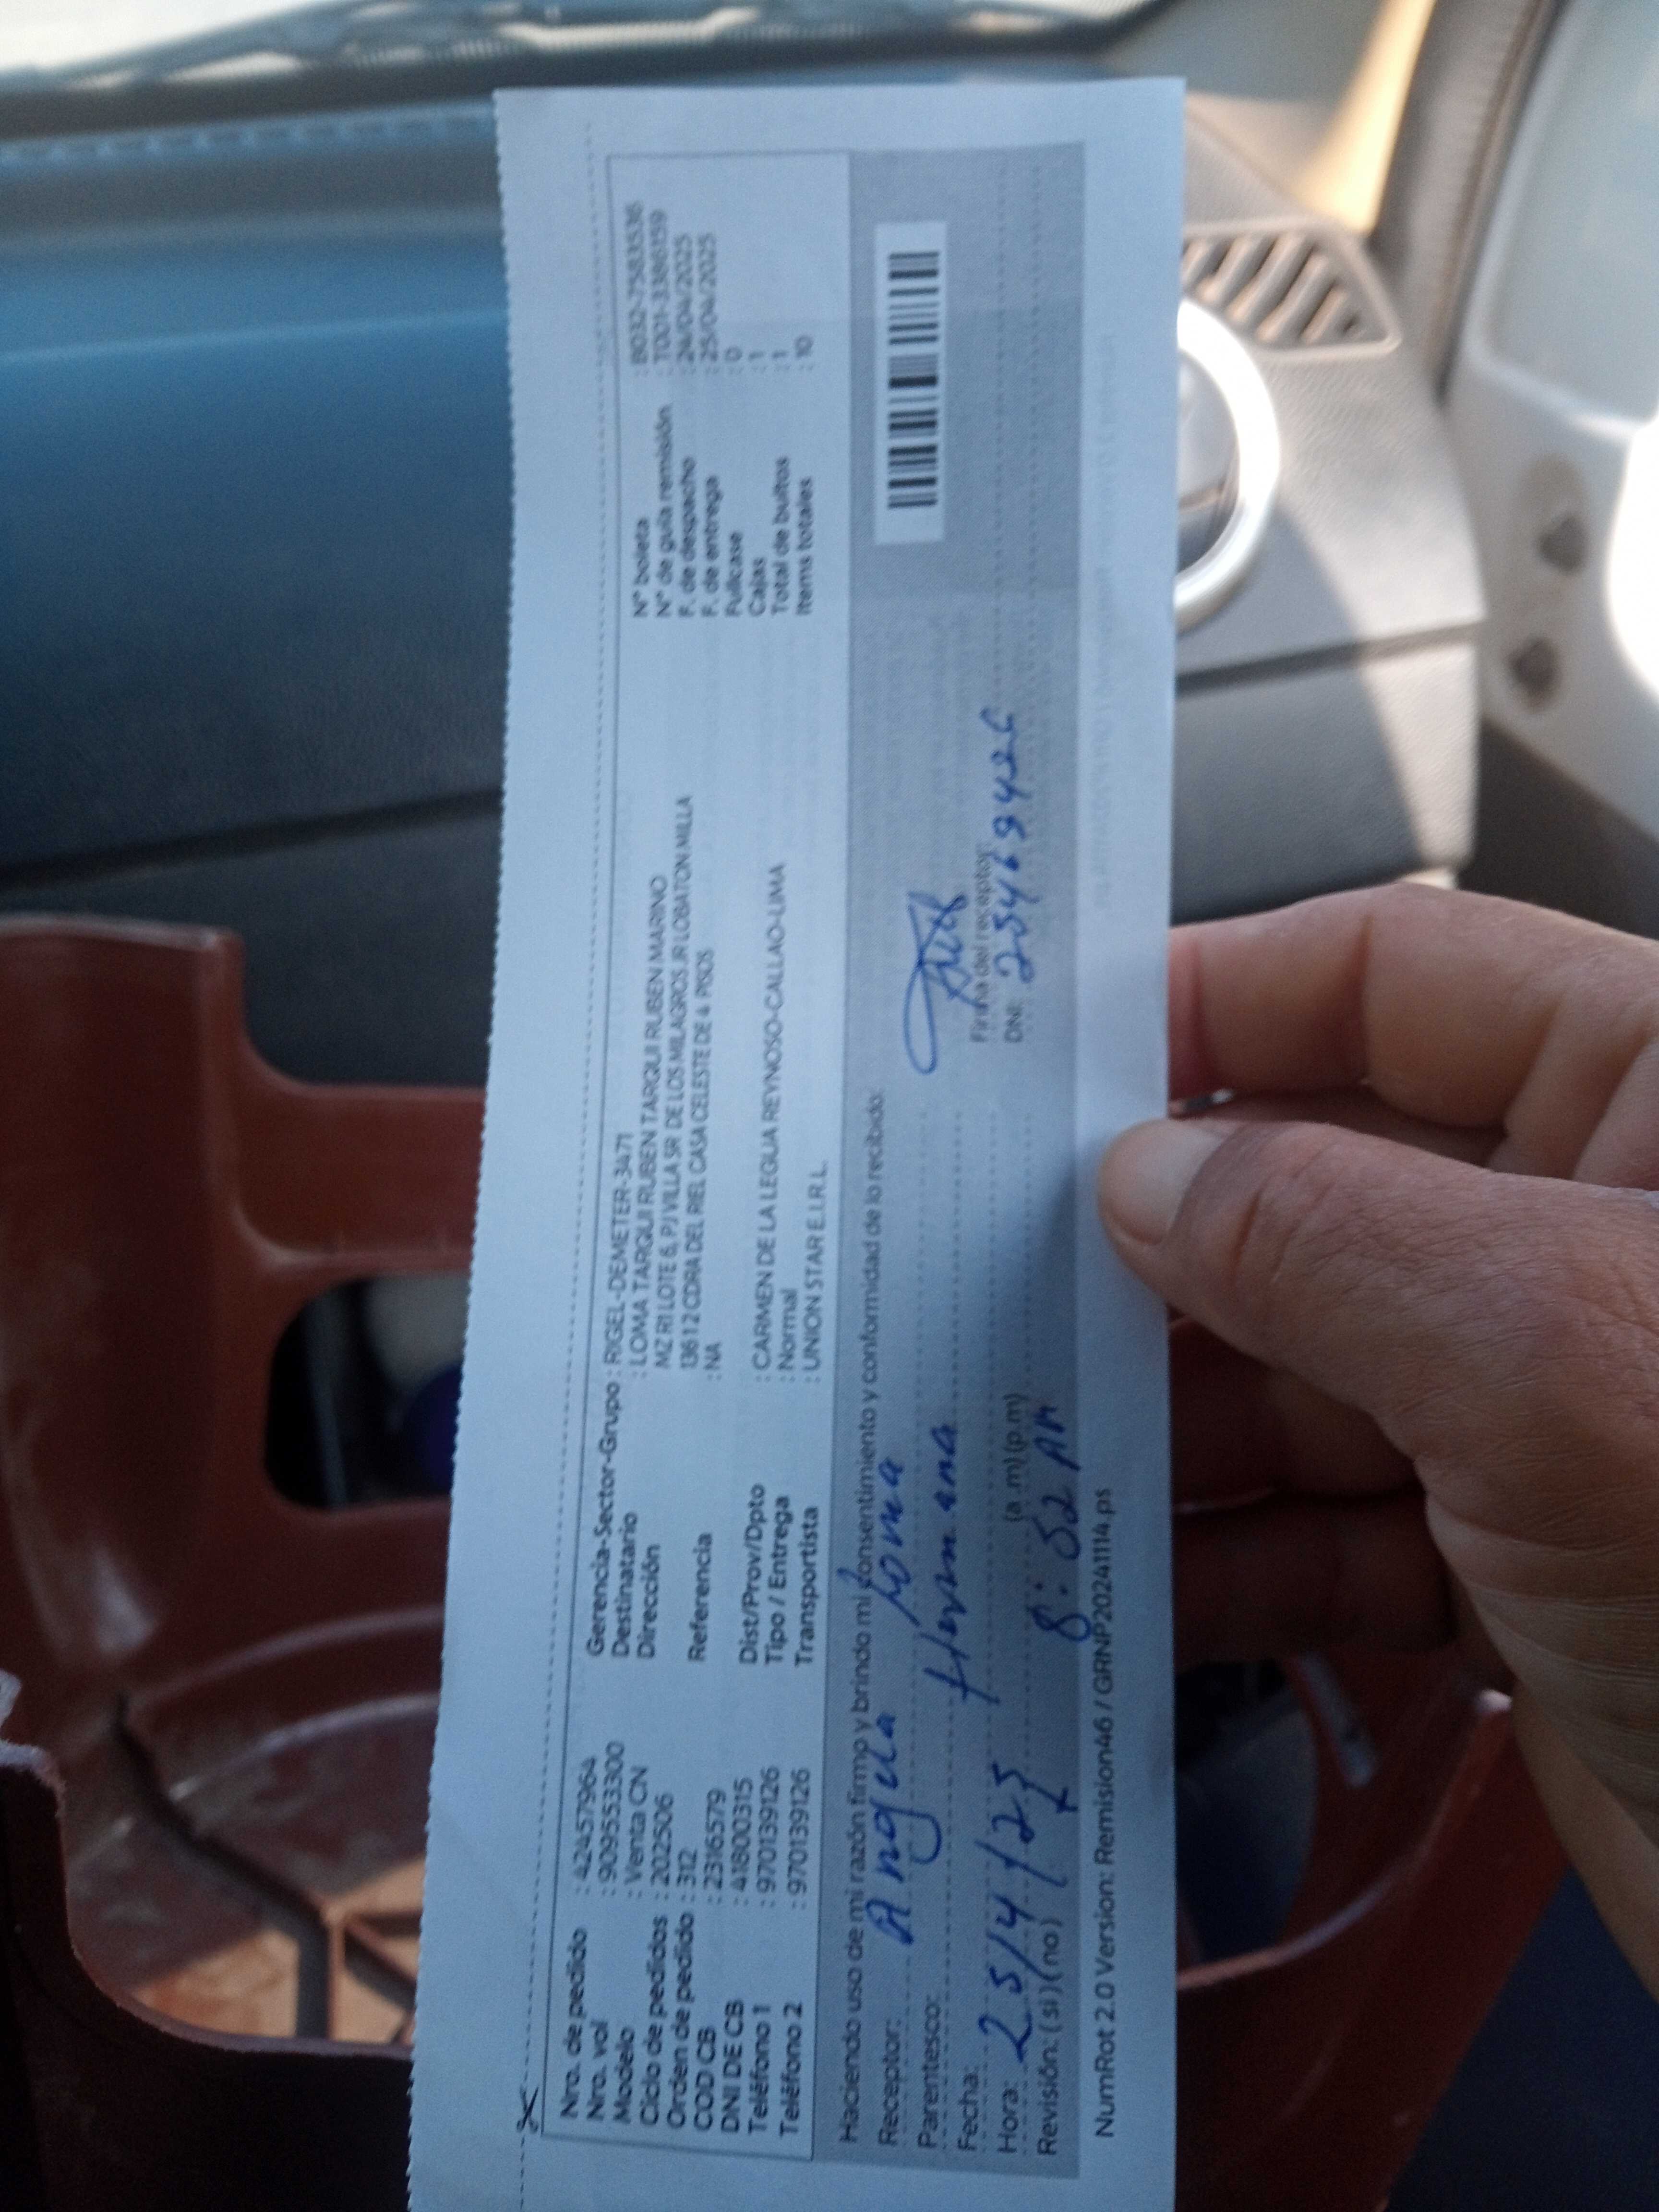 Nro. de pedido : 42457964
Nro. vol : 9095533300
Modelo : Venta CN
Ciclo de pedidos : 2022506
Orden de pedido : 312
COD CB : 2316579
DNI DE CB : 41800315
Teléfono 1 : 970139126
Teléfono 2 : 970139126
Gerencia-Sector-Grupo : RIGEL-DEMETER-3471
Destinatario : LOMA TARQUI RUBEN TARQUI RUBEN MARINO
Dirección MZ R1 LOTE 6, PJ VILLA SR DE LOS MILAGROS JR LOBATON MILLA
136 1 2 CDRA DEL RIEL CASA CELESTE DE 4 PISOS
Referencia : NA
Dist/Prov/Dpto : CARMEN DE LA LEGUA REYNOSO-CALLAO-LIMA
Tipo / Entrega : Normal
Transportista : UNION STAR E.I.R.L.
N° boleta : B032-
N° de guía remisión : T001-
F. de despacho : 24/04/2025
F. de entrega : 25/04/2025
Fullcase : 0
Cajas : 1
Total de bultos : 1
Items totales : 10
Haciendo uso de mi razón firmo y brindo mi consentimiento y conformidad de lo recibido:
Receptor: Angela Loma
Parentesco: Hermana
Fecha: 25/4/25
Hora: (a.m) (p.m) 8:52 AM
Revisión: (si) (no)
Firma del receptor
DNI:
NumRot 2.0 Version: Remision46 / GRNP20241114.ps